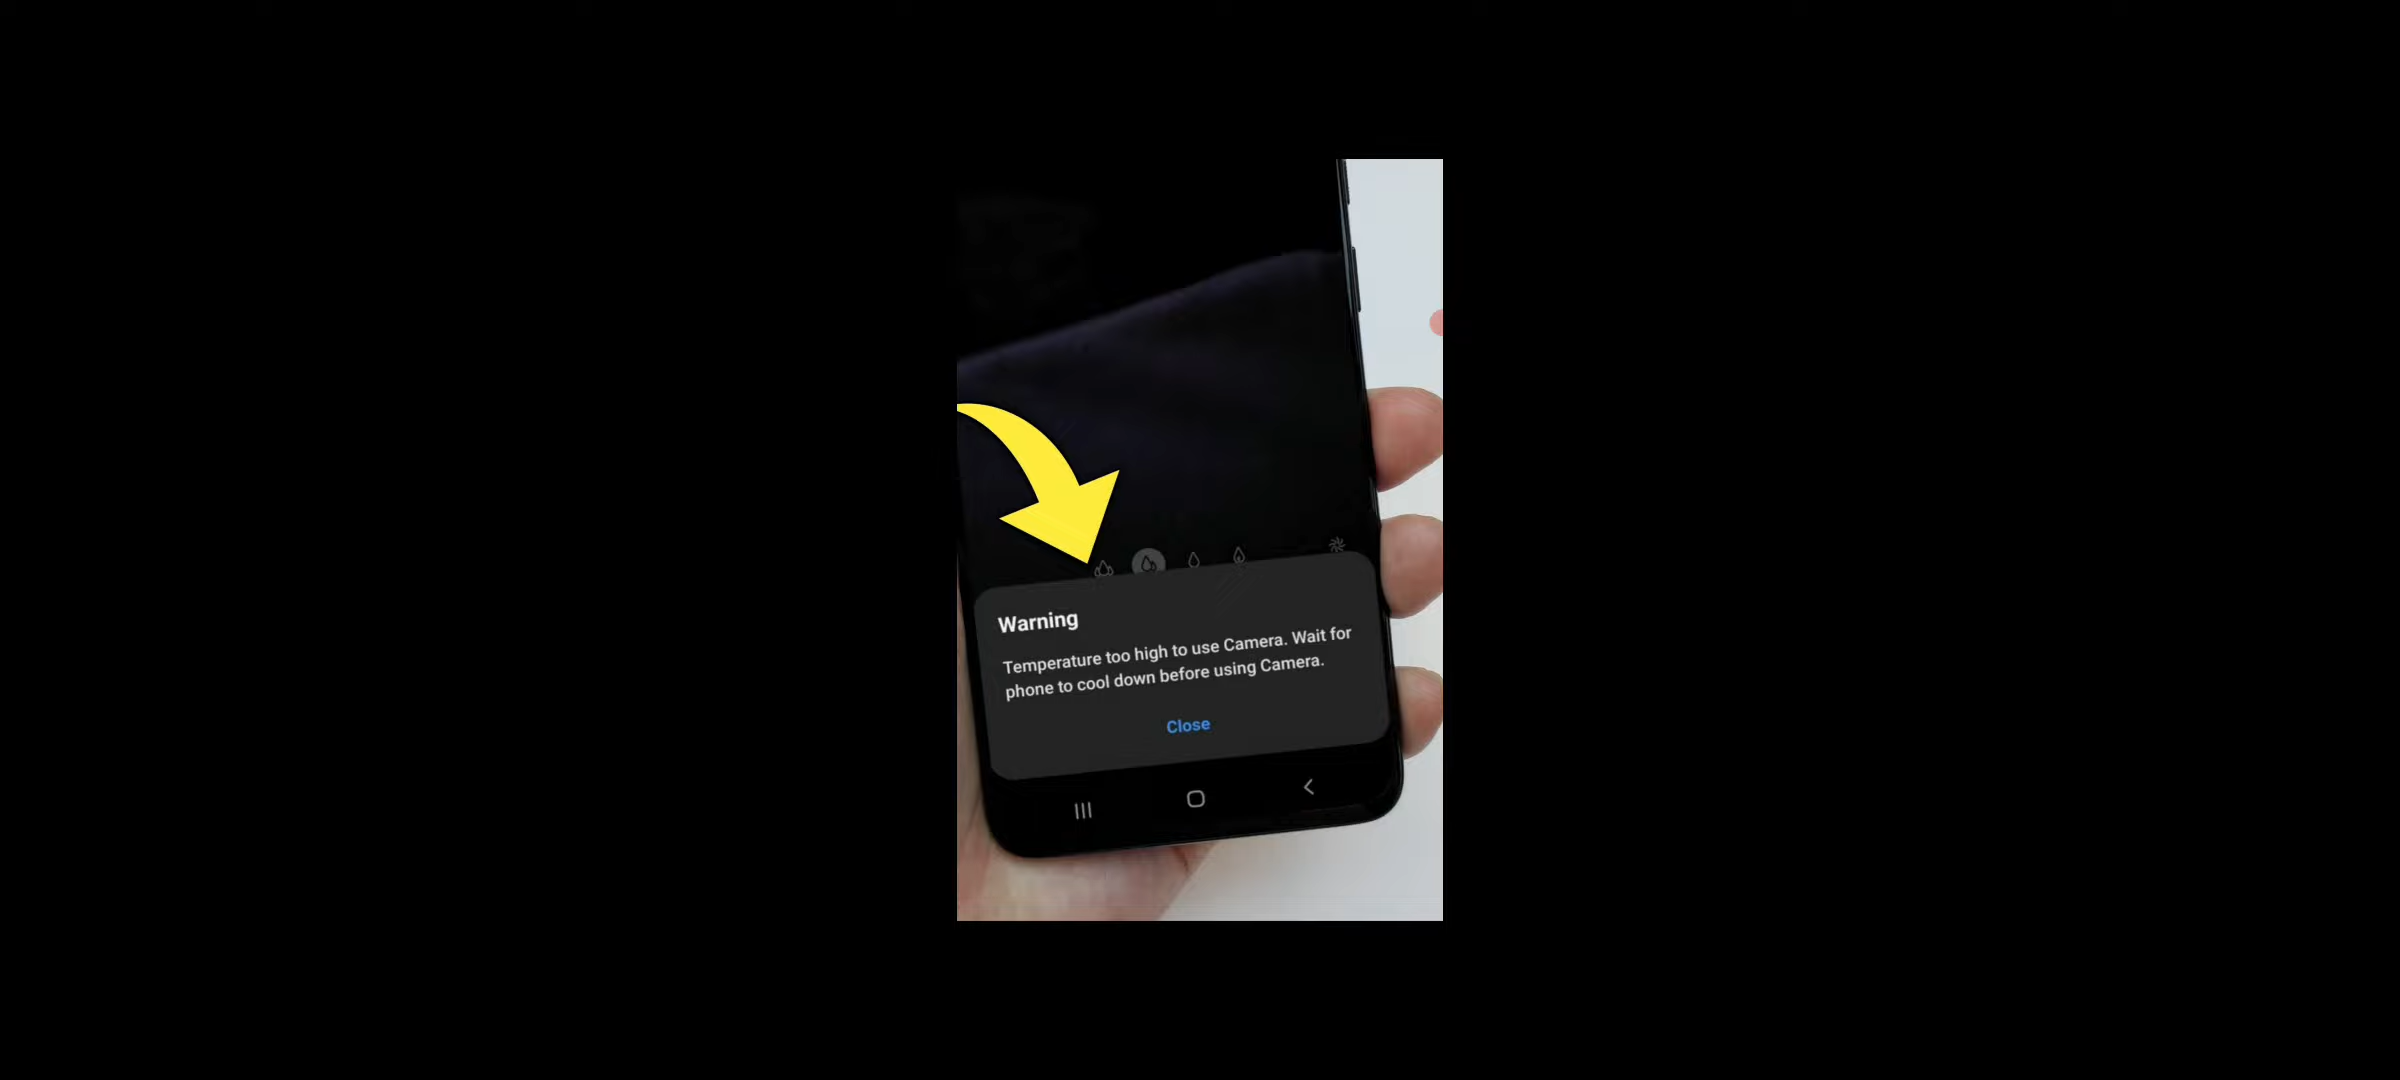 Warning
Temperature too high to use Camera. Wait for
phone to cool down before using Camera.
Close